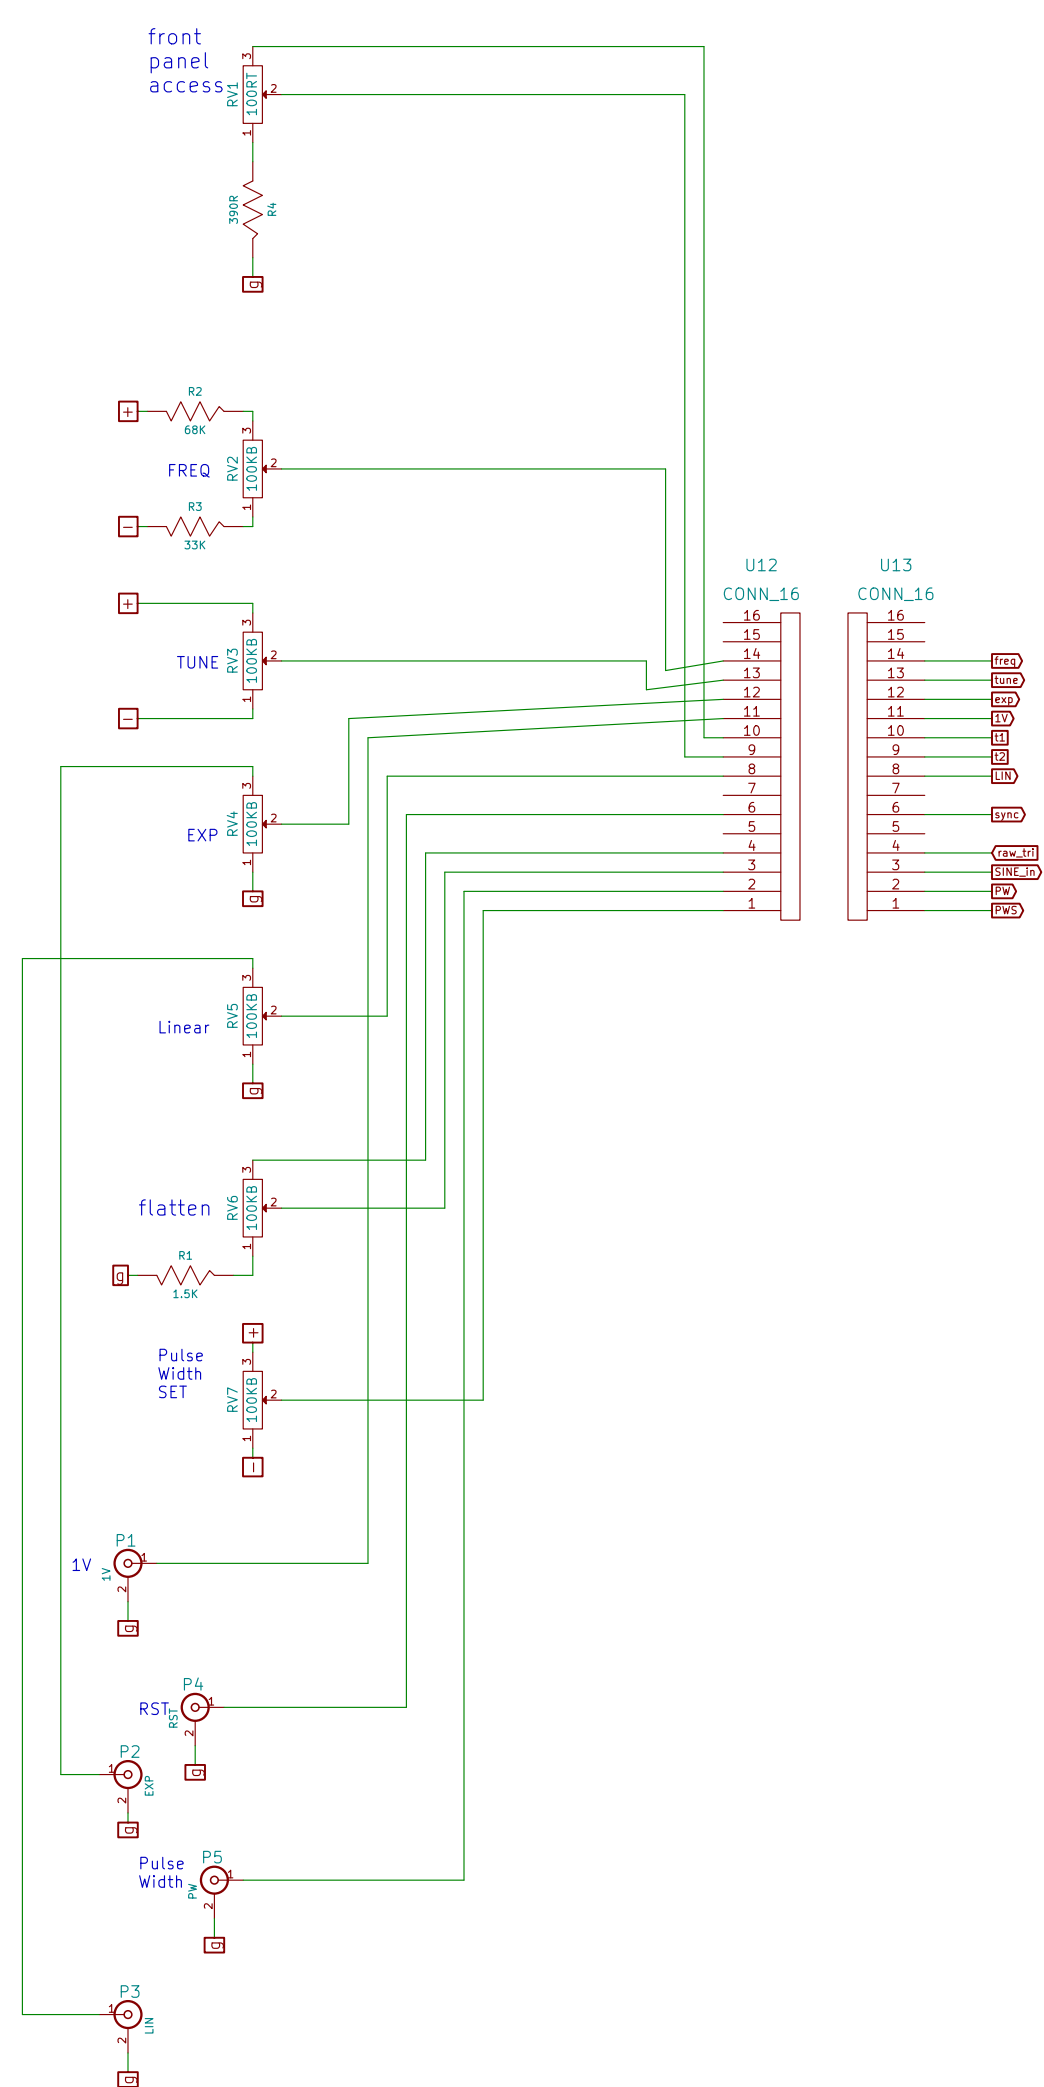 front
panel
access
3
RV1
100RT
2
1
390R
R4
g
R2
+
68K
3
FREQ
RV2
100KB
2
1
R3
-
33K
+
3
TUNE
RV3
100KB
2
1
-
3
EXP
RV4
100KB
2
1
g
3
Linear
RV5
100KB
2
1
g
3
flatten
RV6
100KB
2
1
R1
g
1.5K
+
Pulse
Width
SET
3
RV7
100KB
2
1
-
P1
1V
1V
1
2
g
P4
RST
RST
1
2
g
P2
1
EXP
2
g
Pulse
Width
P5
PW
1
2
g
P3
1
LIN
2
g
U12
CONN_16
16
15
14
13
12
11
10
9
8
7
6
5
4
3
2
1
U13
CONN_16
16
15
14 freq
13 tune
12 exp
11 1V
10 t1
9 t2
8 LIN
7
6 sync
5
4 raw_tri
3 SINE_in
2 PW
1 PWS